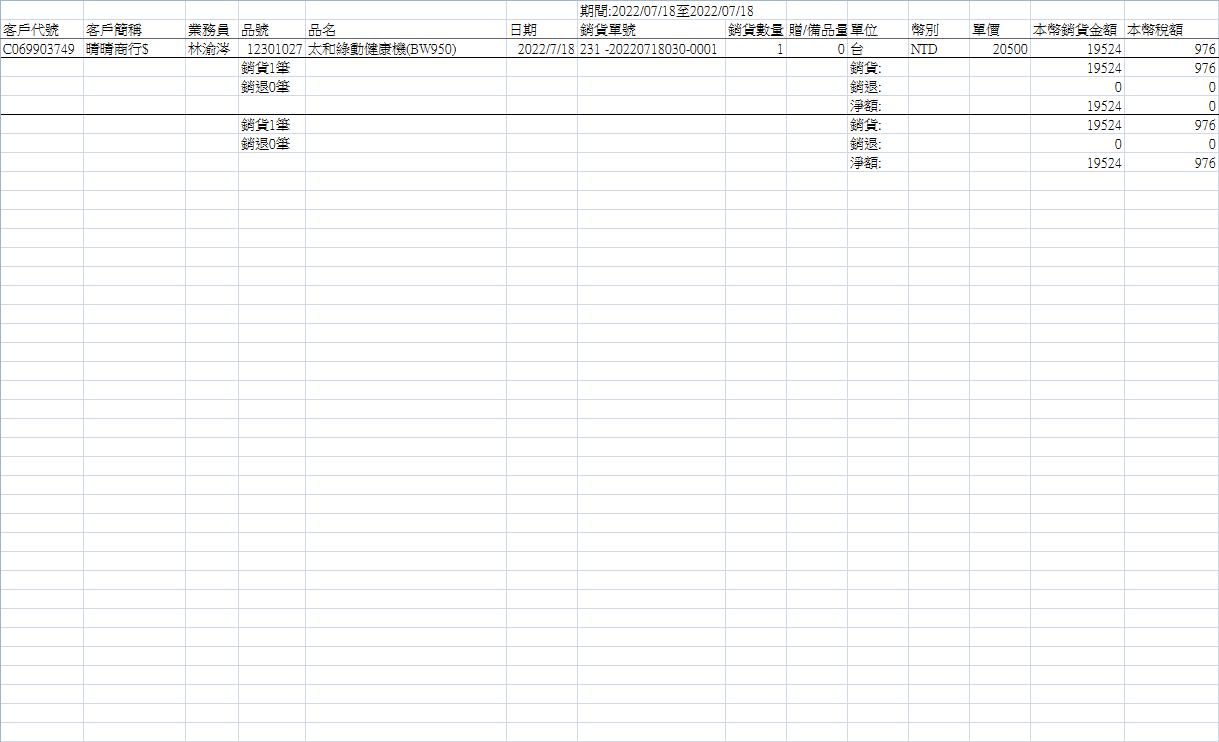 期間:2022/07/18至2022/07/18
客戶代號 客戶簡稱 業務員 品號 品名 日期 銷貨單號 銷貨數量 贈/備品量 單位 幣別 單價 本幣銷貨金額 本幣稅額
C069903749 晴晴商行$ 林渝涔 12301027 太和綠動健康機(BW950) 2022/7/18 231 -20220718030-0001 1 0 台 NTD 20500 19524 976
銷貨1筆 銷貨: 19524 976
銷退0筆 銷退: 0 0
淨額: 19524 0
銷貨1筆 銷貨: 19524 976
銷退0筆 銷退: 0 0
淨額: 19524 976